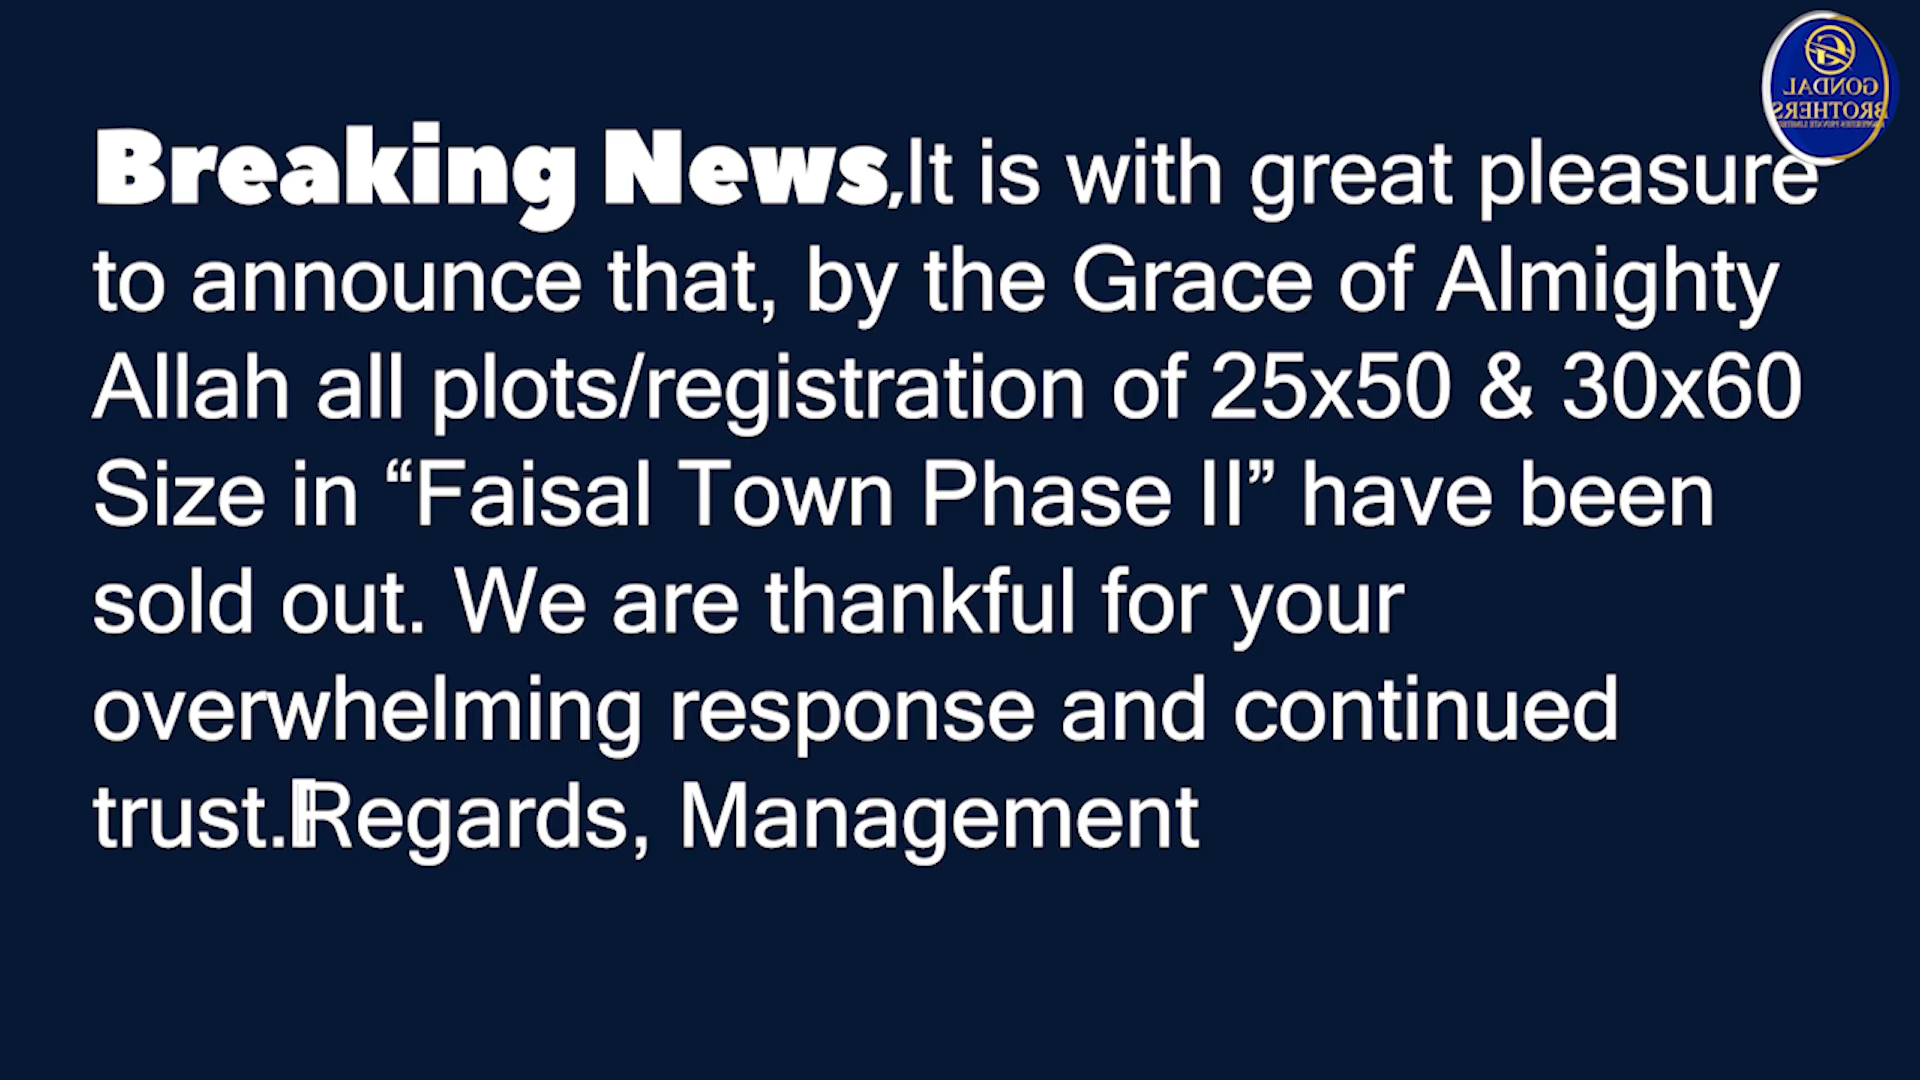 GONDAL
BROTHERS
Breaking News,It is with great pleasure
to announce that, by the Grace of Almighty
Allah all plots/registration of 25x50 & 30x60
Size in “Faisal Town Phase II” have been
sold out. We are thankful for your
overwhelming response and continued
trust.Regards, Management